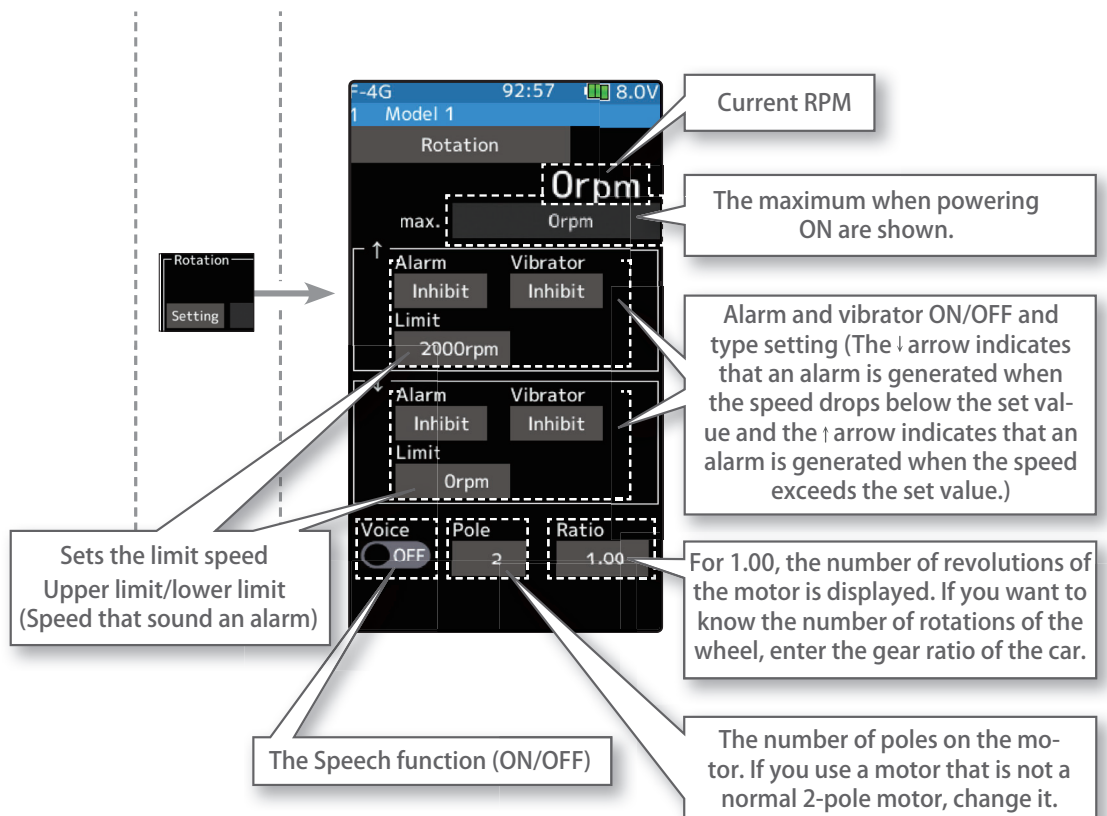 F-4G 92:57 8.0V
1 Model 1
Rotation
0rpm
max. 0rpm
↑
Alarm Vibrator
Inhibit Inhibit
Limit
2000rpm
↓
Alarm Vibrator
Inhibit Inhibit
Limit
0rpm
Voice Pole Ratio
OFF 2 1.00
Rotation
Setting
Current RPM
The maximum when powering
ON are shown.
Alarm and vibrator ON/OFF and
type setting (The ↓ arrow indicates
that an alarm is generated when
the speed drops below the set val-
ue and the ↑ arrow indicates that an
alarm is generated when the speed
exceeds the set value.)
Sets the limit speed
Upper limit/lower limit
(Speed that sound an alarm)
For 1.00, the number of revolutions of
the motor is displayed. If you want to
know the number of rotations of the
wheel, enter the gear ratio of the car.
The Speech function (ON/OFF)
The number of poles on the mo-
tor. If you use a motor that is not a
normal 2-pole motor, change it.